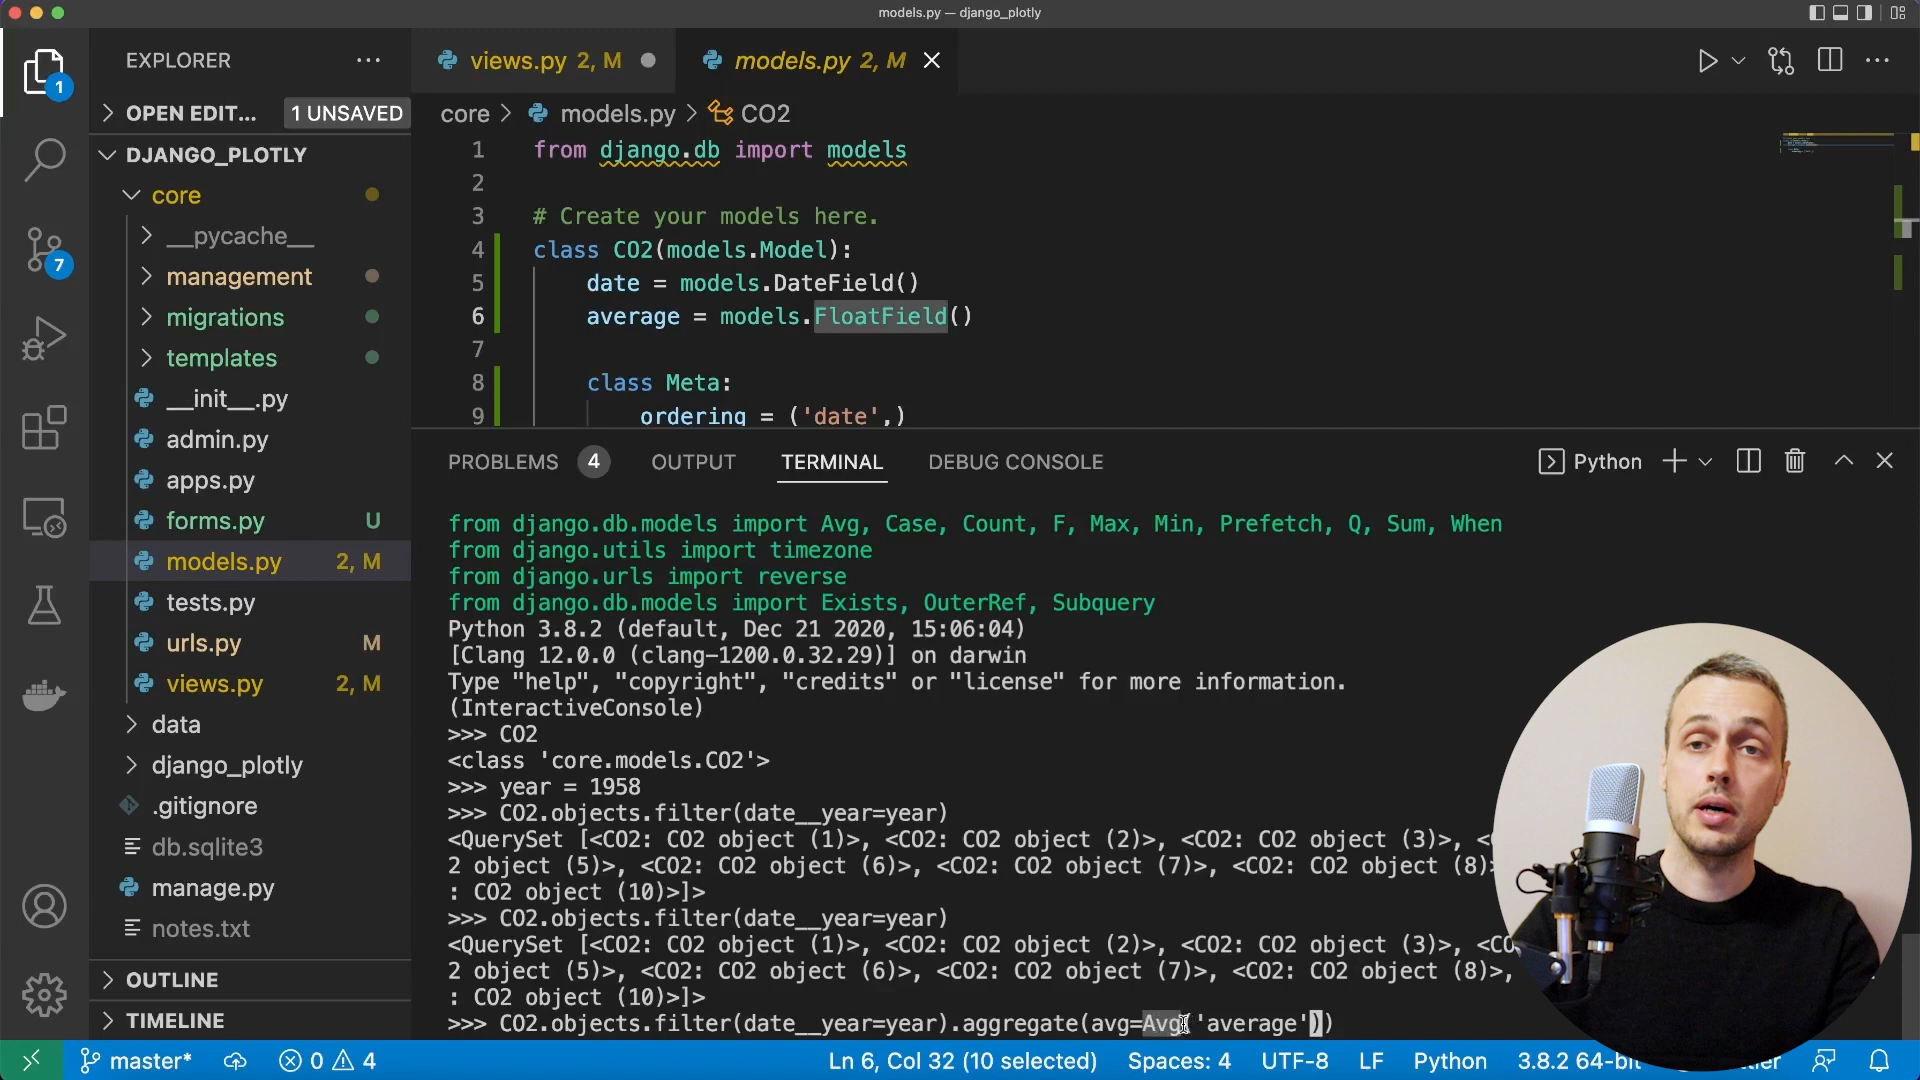 models.py — django_plotly
EXPLORER
1
OPEN EDIT...
1 UNSAVED
DJANGO_PLOTLY
core
__pycache__
management
migrations
templates
__init__.py
admin.py
apps.py
forms.py U
models.py 2, M
tests.py
urls.py M
views.py 2, M
data
django_plotly
.gitignore
db.sqlite3
manage.py
notes.txt
OUTLINE
TIMELINE
7
views.py 2, M
models.py 2, M
core > models.py > CO2
1 from django.db import models
2
3 # Create your models here.
4 class CO2(models.Model):
5 date = models.DateField()
6 average = models.FloatField()
7
8 class Meta:
9 ordering = ('date',)
PROBLEMS 4 OUTPUT TERMINAL DEBUG CONSOLE
Python
from django.db.models import Avg, Case, Count, F, Max, Min, Prefetch, Q, Sum, When
from django.utils import timezone
from django.urls import reverse
from django.db.models import Exists, OuterRef, Subquery
Python 3.8.2 (default, Dec 21 2020, 15:06:04)
[Clang 12.0.0 (clang-1200.0.32.29)] on darwin
Type "help", "copyright", "credits" or "license" for more information.
(InteractiveConsole)
>>> CO2
<class 'core.models.CO2'>
>>> year = 1958
>>> CO2.objects.filter(date__year=year)
<QuerySet [<CO2: CO2 object (1)>, <CO2: CO2 object (2)>, <CO2: CO2 object (3)>, <
2 object (5)>, <CO2: CO2 object (6)>, <CO2: CO2 object (7)>, <CO2: CO2 object (8)>
: CO2 object (10)>]>
>>> CO2.objects.filter(date__year=year)
<QuerySet [<CO2: CO2 object (1)>, <CO2: CO2 object (2)>, <CO2: CO2 object (3)>, <CO
2 object (5)>, <CO2: CO2 object (6)>, <CO2: CO2 object (7)>, <CO2: CO2 object (8)>,
: CO2 object (10)>]>
>>> CO2.objects.filter(date__year=year).aggregate(avg=Avg('average'))
master* 0 4
Ln 6, Col 32 (10 selected) Spaces: 4 UTF-8 LF Python 3.8.2 64-bit